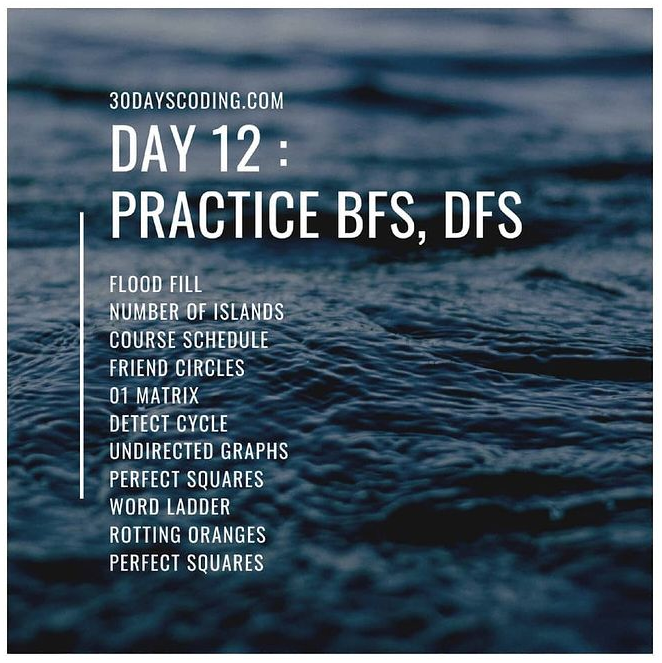 30DAYSCODING.COM
DAY 12 :
PRACTICE BFS, DFS
FLOOD FILL
NUMBER OF ISLANDS
COURSE SCHEDULE
FRIEND CIRCLES
01 MATRIX
DETECT CYCLE
UNDIRECTED GRAPHS
PERFECT SQUARES
WORD LADDER
ROTTING ORANGES
PERFECT SQUARES